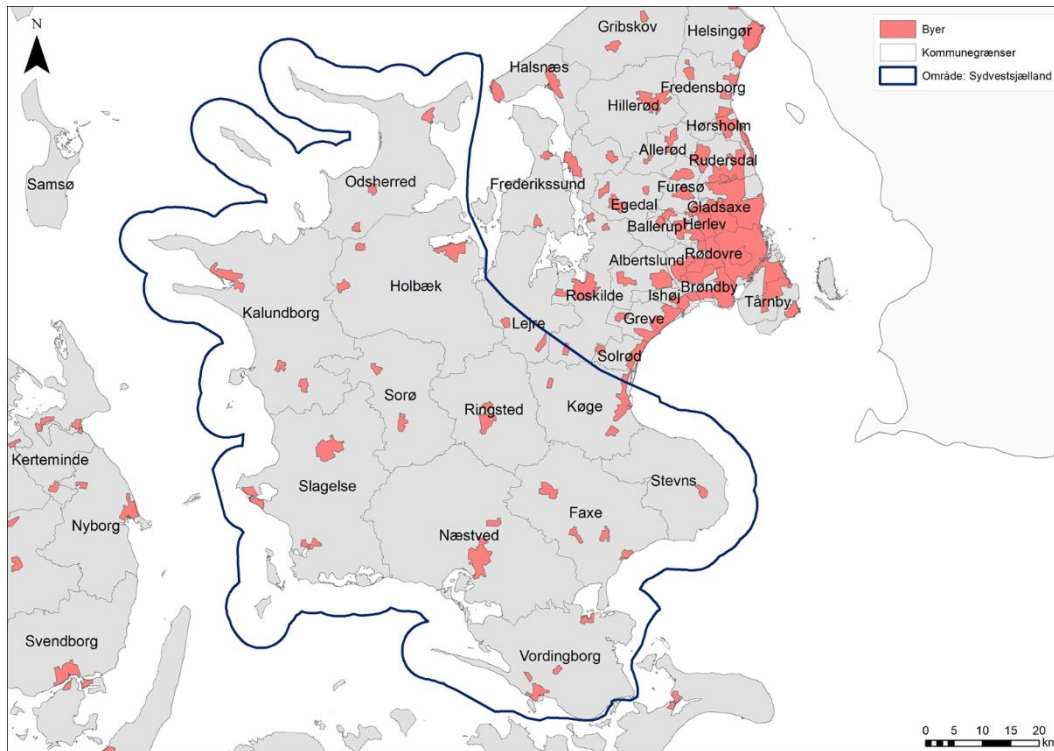 N
Byer
Kommunegrænser
Område: Sydvestsjælland
Gribskov
Helsingør
Halsnæs
Hillerød
Fredensborg
Hørsholm
Allerød
Rudersdal
Samsø
Odsherred
Frederikssund
Furesø
Egedal
Gladsaxe
Ballerup
Herlev
Rødovre
Albertslund
Holbæk
Roskilde
Ishøj
Brøndby
Tårnby
Kalundborg
Greve
Lejre
Solrød
Sorø
Ringsted
Køge
Kerteminde
Slagelse
Stevns
Nyborg
Faxe
Næstved
Svendborg
Vordingborg
0 5 10 15 20
km